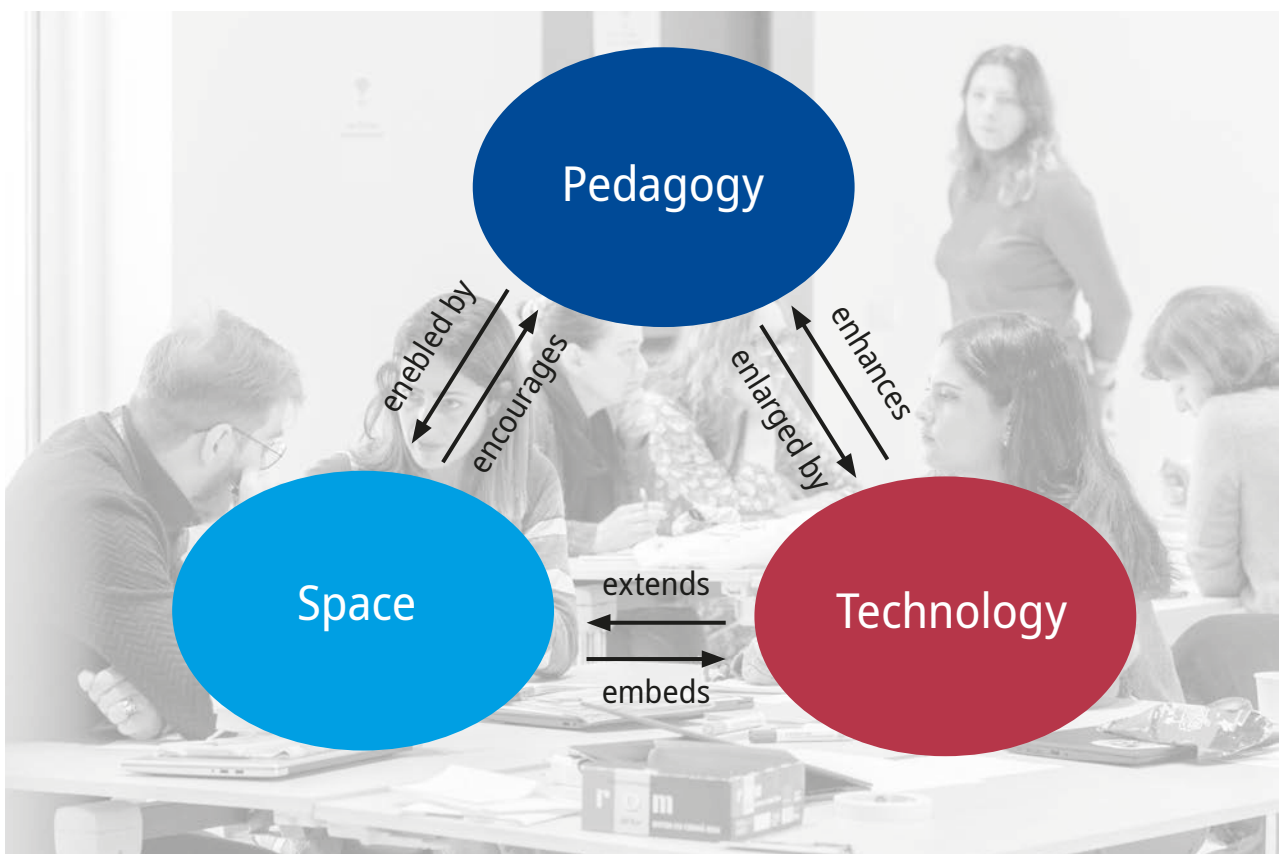 Pedagogy
enebled by
encourages
enlarged by
enhances
Space
extends
embeds
Technology
r m